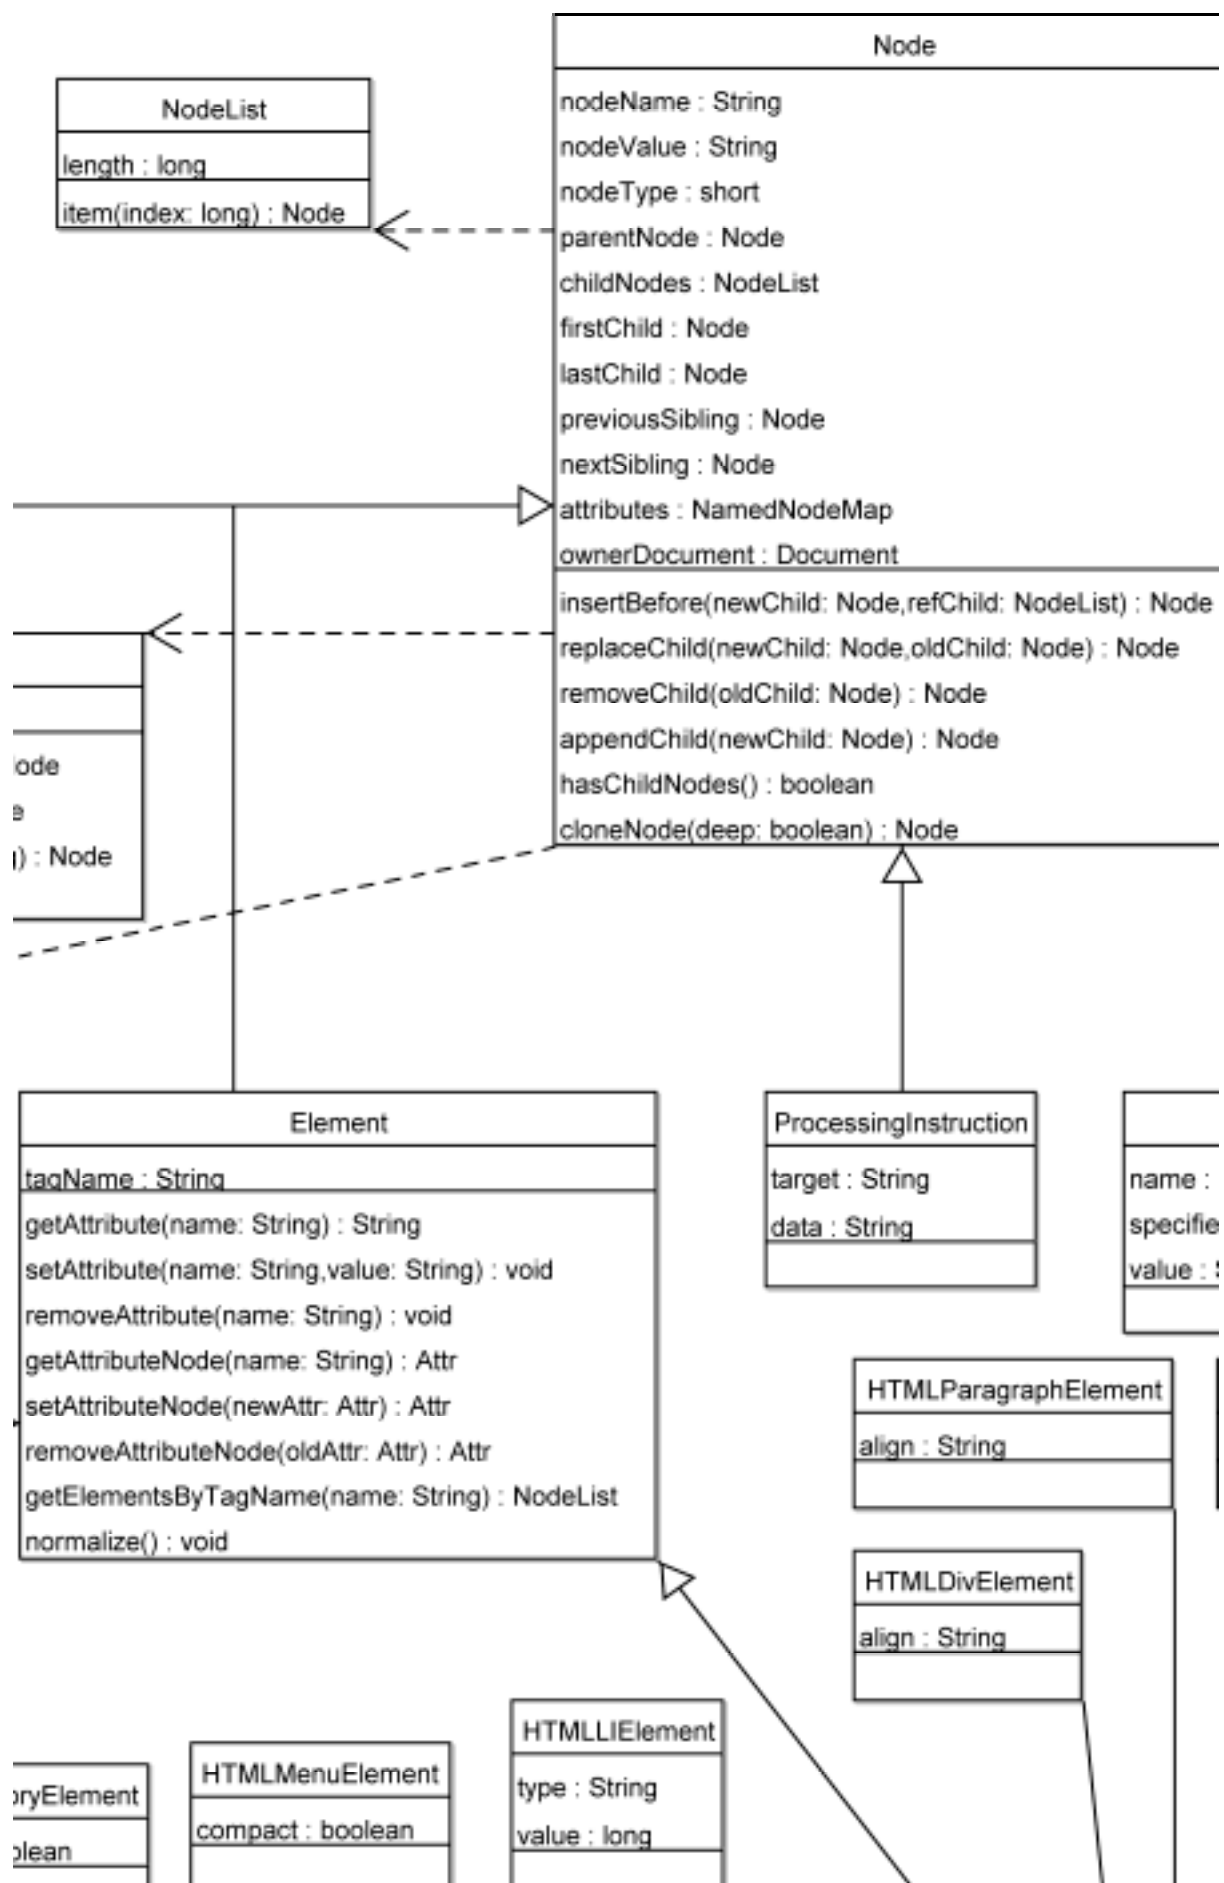 Node
nodeName : String
nodeValue : String
nodeType : short
parentNode : Node
childNodes : NodeList
firstChild : Node
lastChild : Node
previousSibling : Node
nextSibling : Node
attributes : NamedNodeMap
ownerDocument : Document
insertBefore(newChild: Node,refChild: NodeList) : Node
replaceChild(newChild: Node,oldChild: Node) : Node
removeChild(oldChild: Node) : Node
appendChild(newChild: Node) : Node
hasChildNodes() : boolean
cloneNode(deep: boolean) : Node
NodeList
length : long
item(index: long) : Node
) : Node
Element
tagName : String
getAttribute(name: String) : String
setAttribute(name: String,value: String) : void
removeAttribute(name: String) : void
getAttributeNode(name: String) : Attr
setAttributeNode(newAttr: Attr) : Attr
removeAttributeNode(oldAttr: Attr) : Attr
getElementsByTagName(name: String) : NodeList
normalize() : void
ProcessingInstruction
target : String
data : String
name :
specifie
value :
HTMLParagraphElement
align : String
HTMLDivElement
align : String
HTMLLIElement
type : String
value : long
HTMLMenuElement
compact : boolean
ryElement
olean